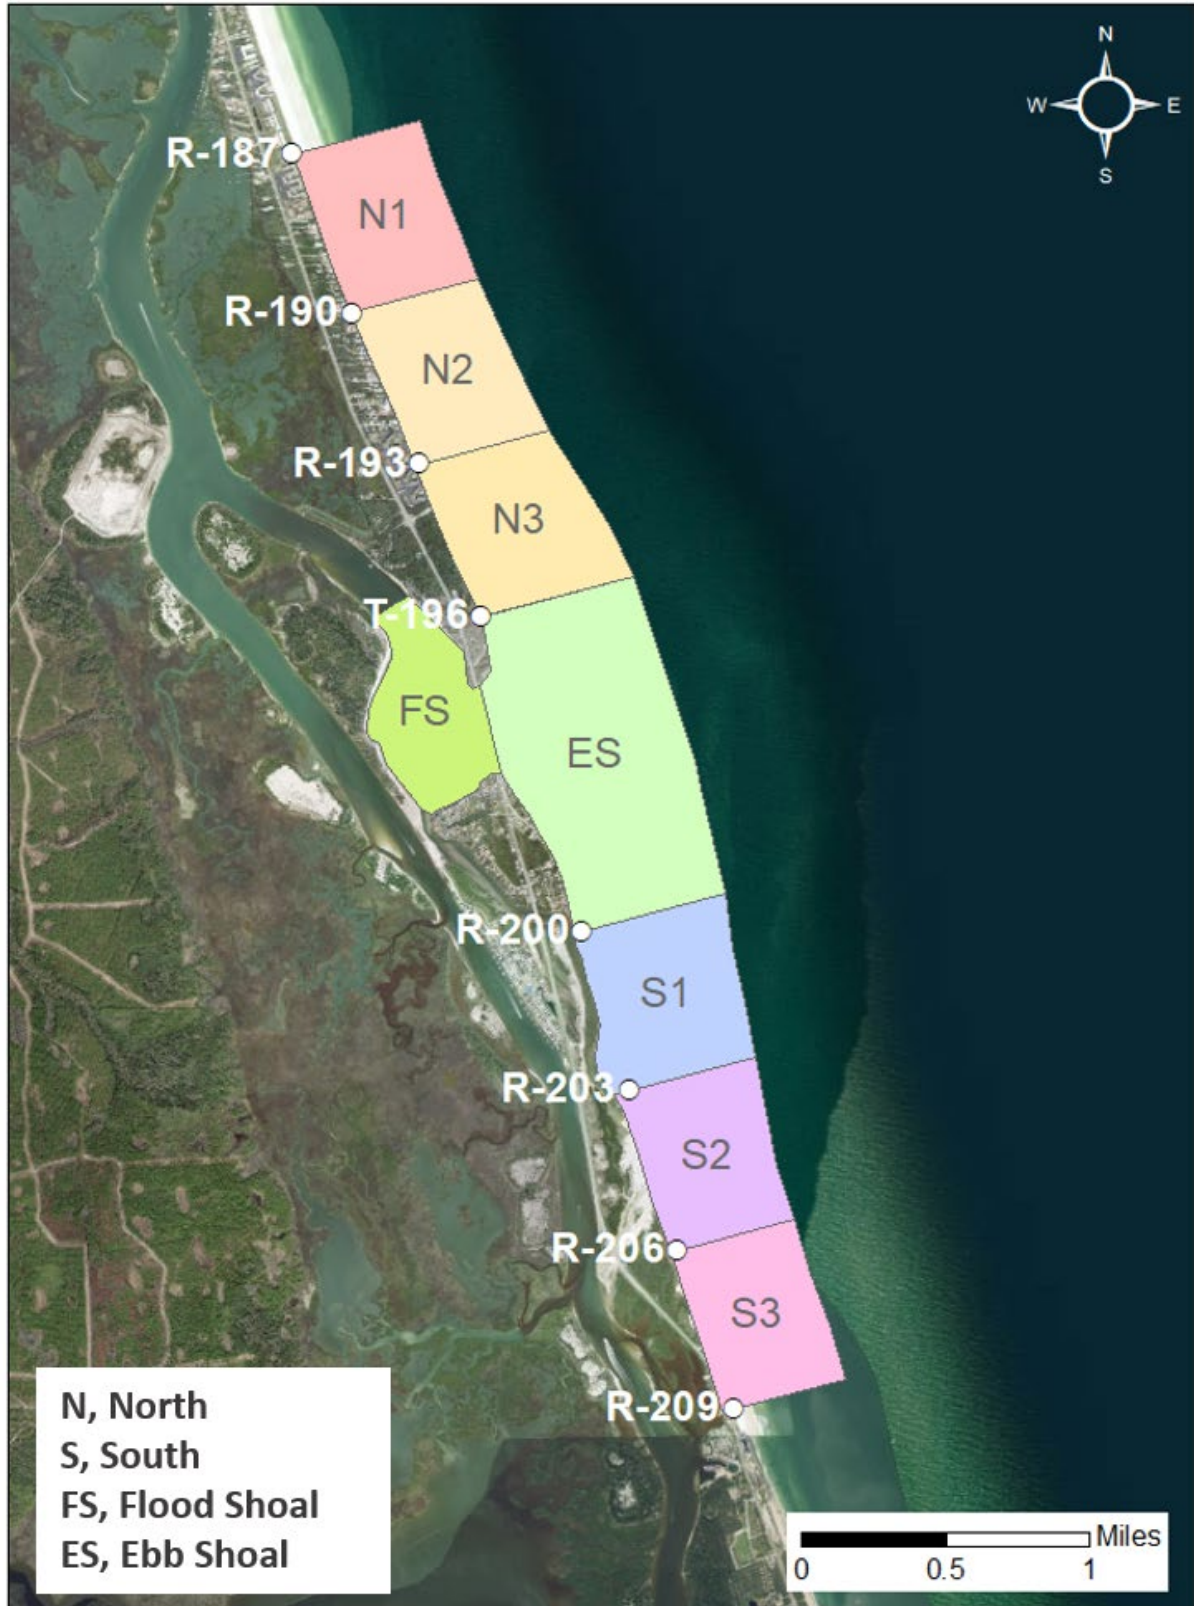 N
W E
S
R-187
N1
R-190
N2
R-193
N3
T-196
FS
ES
R-200
S1
R-203
S2
R-206
S3
R-209
N, North
S, South
FS, Flood Shoal
ES, Ebb Shoal
Miles
0 0.5 1